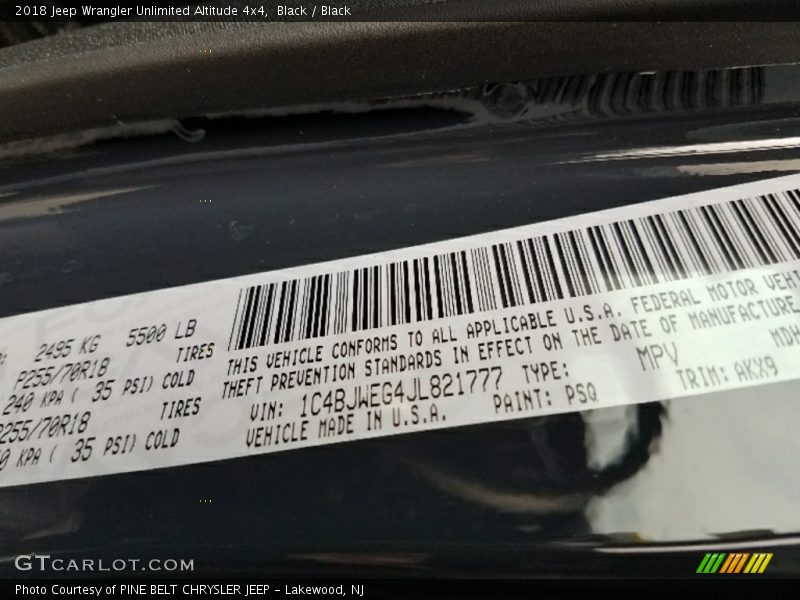 2018 Jeep Wrangler Unlimited Altitude 4x4, Black / Black
2495 KG 5500 LB
P255/70R18 TIRES
240 KPA ( 35 PSI) COLD
255/70R18 TIRES
KPA ( 35 PSI) COLD
THIS VEHICLE CONFORMS TO ALL APPLICABLE U.S.A. FEDERAL MOTOR
THEFT PREVENTION STANDARDS IN EFFECT ON THE DATE OF MANUFACTURE
VIN: 1C4BJWEG4JL821777 TYPE: MPV MDH
VEHICLE MADE IN U.S.A. PAINT: PSQ TRIM: AKX9
GTCARLOT.COM
Photo Courtesy of PINE BELT CHRYSLER JEEP - Lakewood, NJ